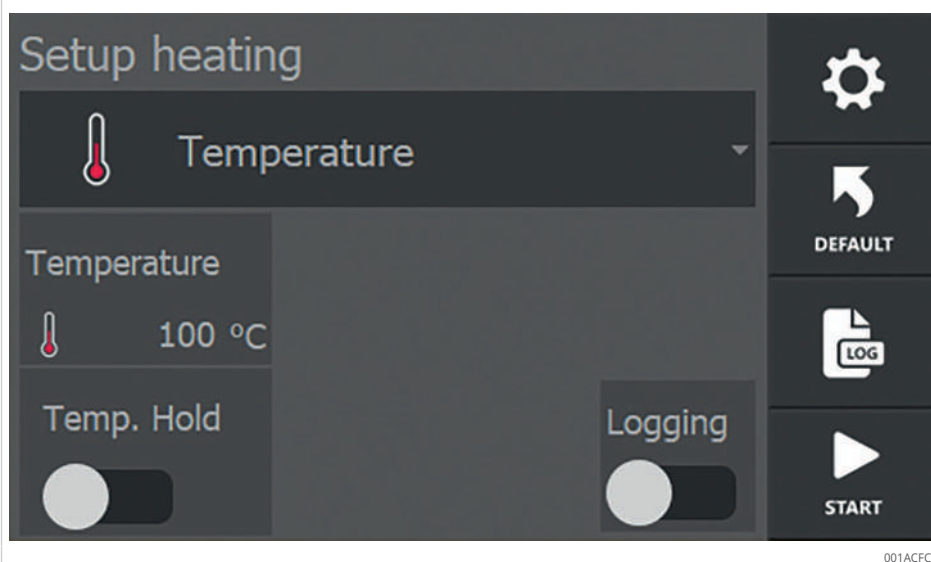 Setup heating
Temperature
Temperature
100 °C
Temp. Hold
Logging
DEFAULT
LOG
START
001ACFC